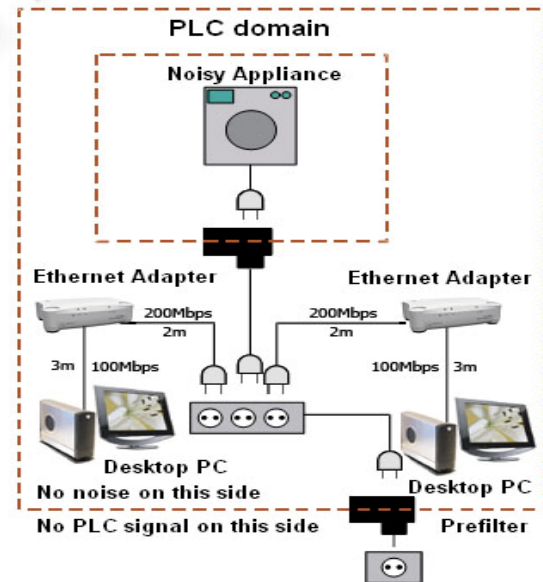 PLC domain
Noisy Appliance
Ethernet Adapter
Ethernet Adapter
200Mbps
2m
200Mbps
2m
3m
100Mbps
100Mbps
3m
Desktop PC
Desktop PC
No noise on this side
No PLC signal on this side
Prefilter